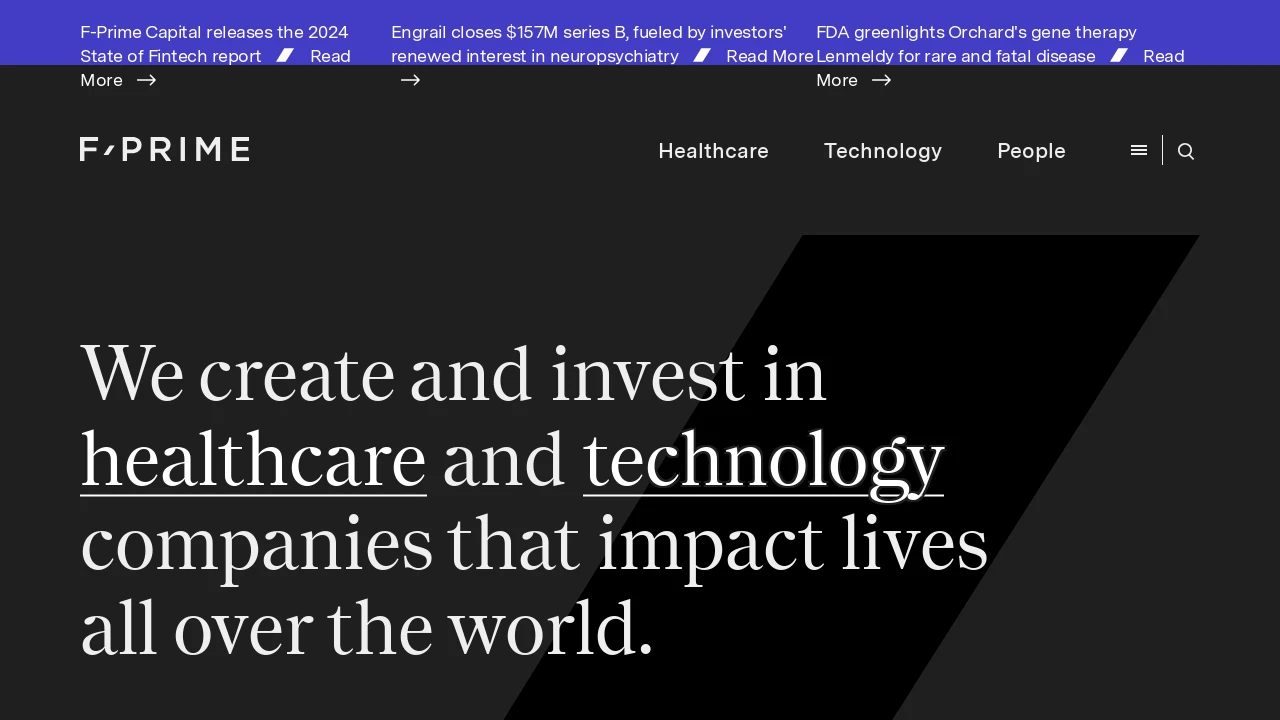 F-Prime Capital releases the 2024
State of Fintech report Read
More
Engrail closes $157M series B, fueled by investors'
renewed interest in neuropsychiatry Read More
FDA greenlights Orchard's gene therapy
Lenmeldy for rare and fatal disease Read
More
F-PRIME
Healthcare Technology People
We create and invest in
healthcare and technology
companies that impact lives
all over the world.